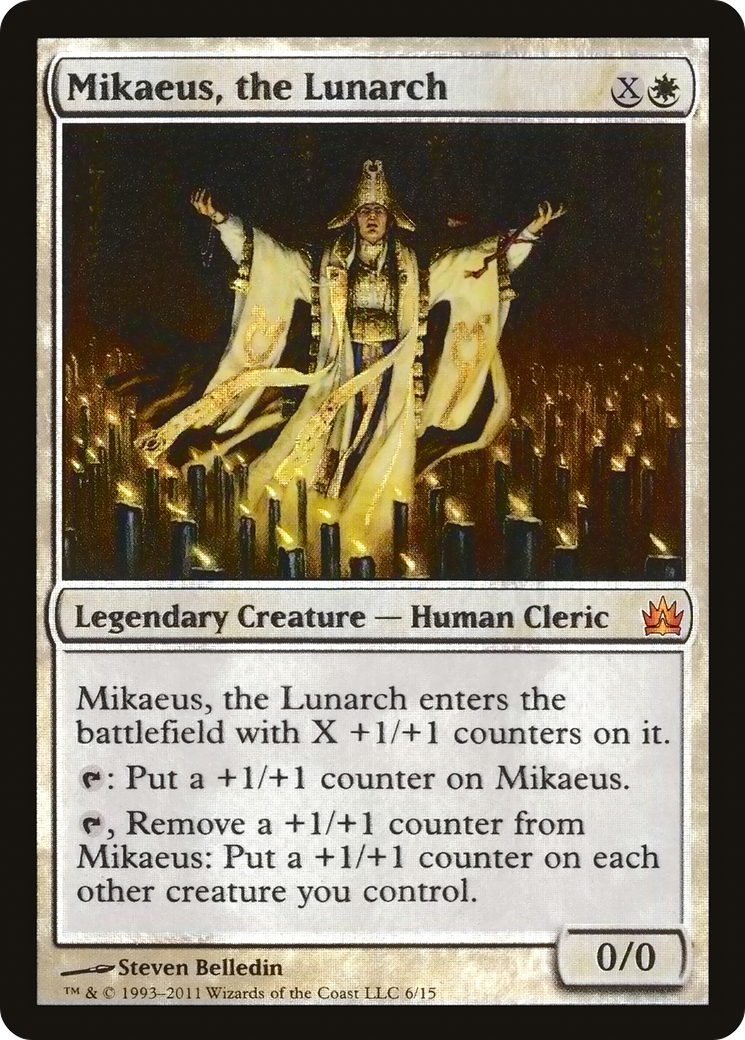 Mikaeus, the Lunarch X
Legendary Creature — Human Cleric
Mikaeus, the Lunarch enters the
battlefield with X +1/+1 counters on it.
: Put a +1/+1 counter on Mikaeus.
, Remove a +1/+1 counter from
Mikaeus: Put a +1/+1 counter on each
other creature you control.
0/0
Steven Belledin
™ & © 1993–2011 Wizards of the Coast LLC 6/15